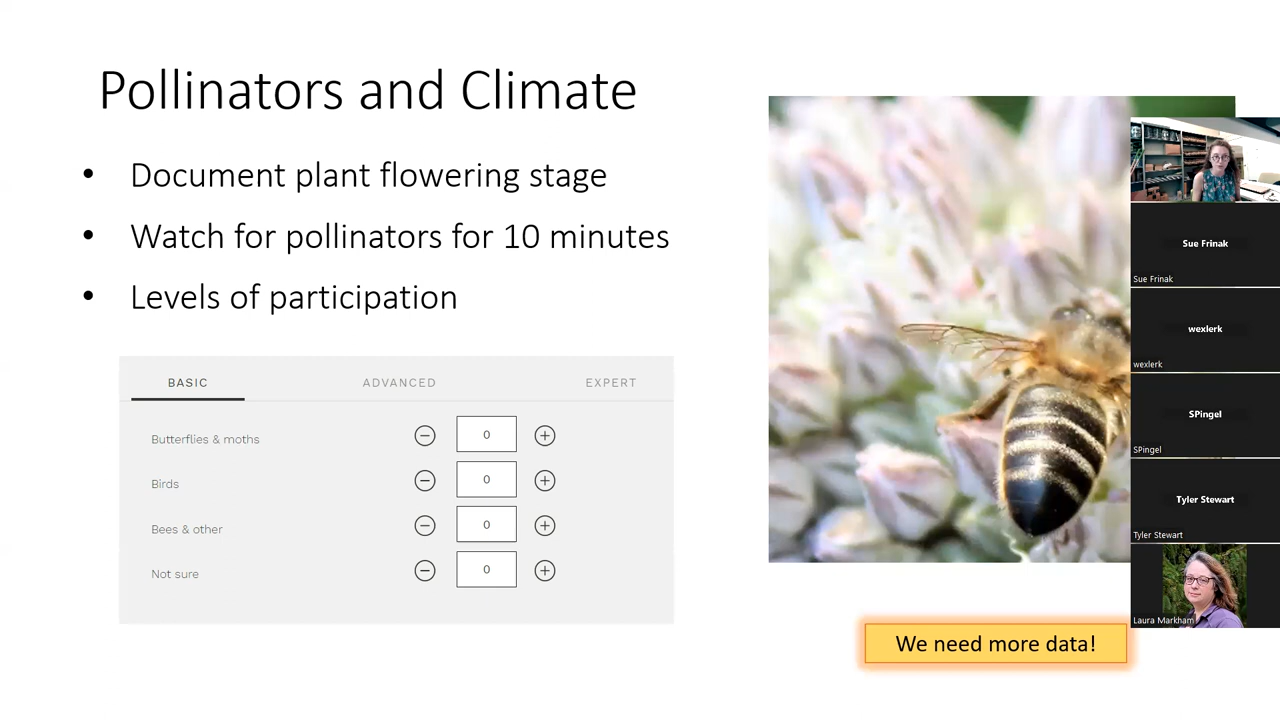 Pollinators and Climate
• Document plant flowering stage
• Watch for pollinators for 10 minutes
• Levels of participation
BASIC ADVANCED EXPERT
Butterflies & moths 0
Birds 0
Bees & other 0
Not sure 0
We need more data!
Sue Frinak
Sue Frinak
wexlerk
wexlerk
SPingel
SPingel
Tyler Stewart
Tyler Stewart
Laura Markham